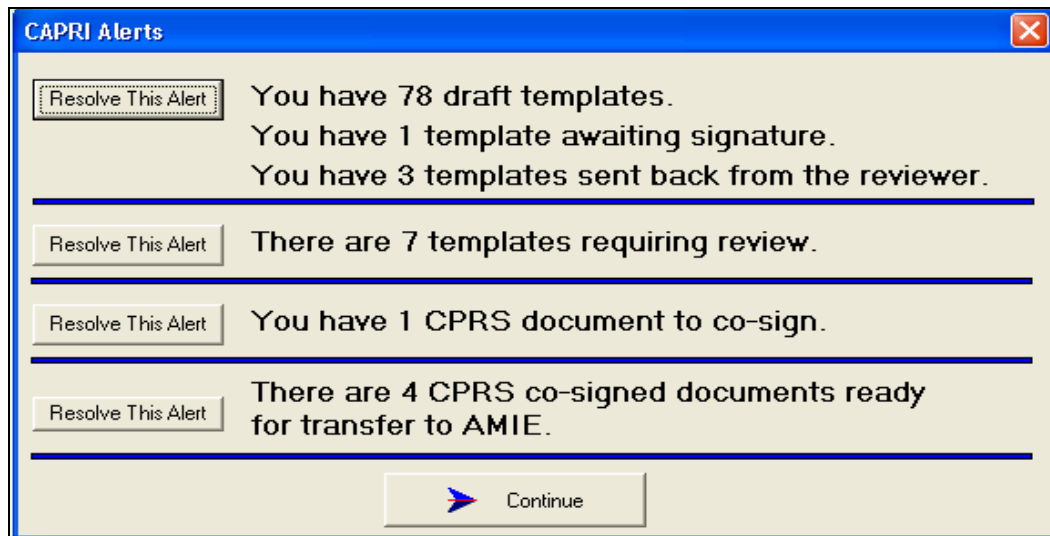 CAPRI Alerts
Resolve This Alert
You have 78 draft templates.
You have 1 template awaiting signature.
You have 3 templates sent back from the reviewer.
Resolve This Alert
There are 7 templates requiring review.
Resolve This Alert
You have 1 CPRS document to co-sign.
Resolve This Alert
There are 4 CPRS co-signed documents ready
for transfer to AMIE.
Continue